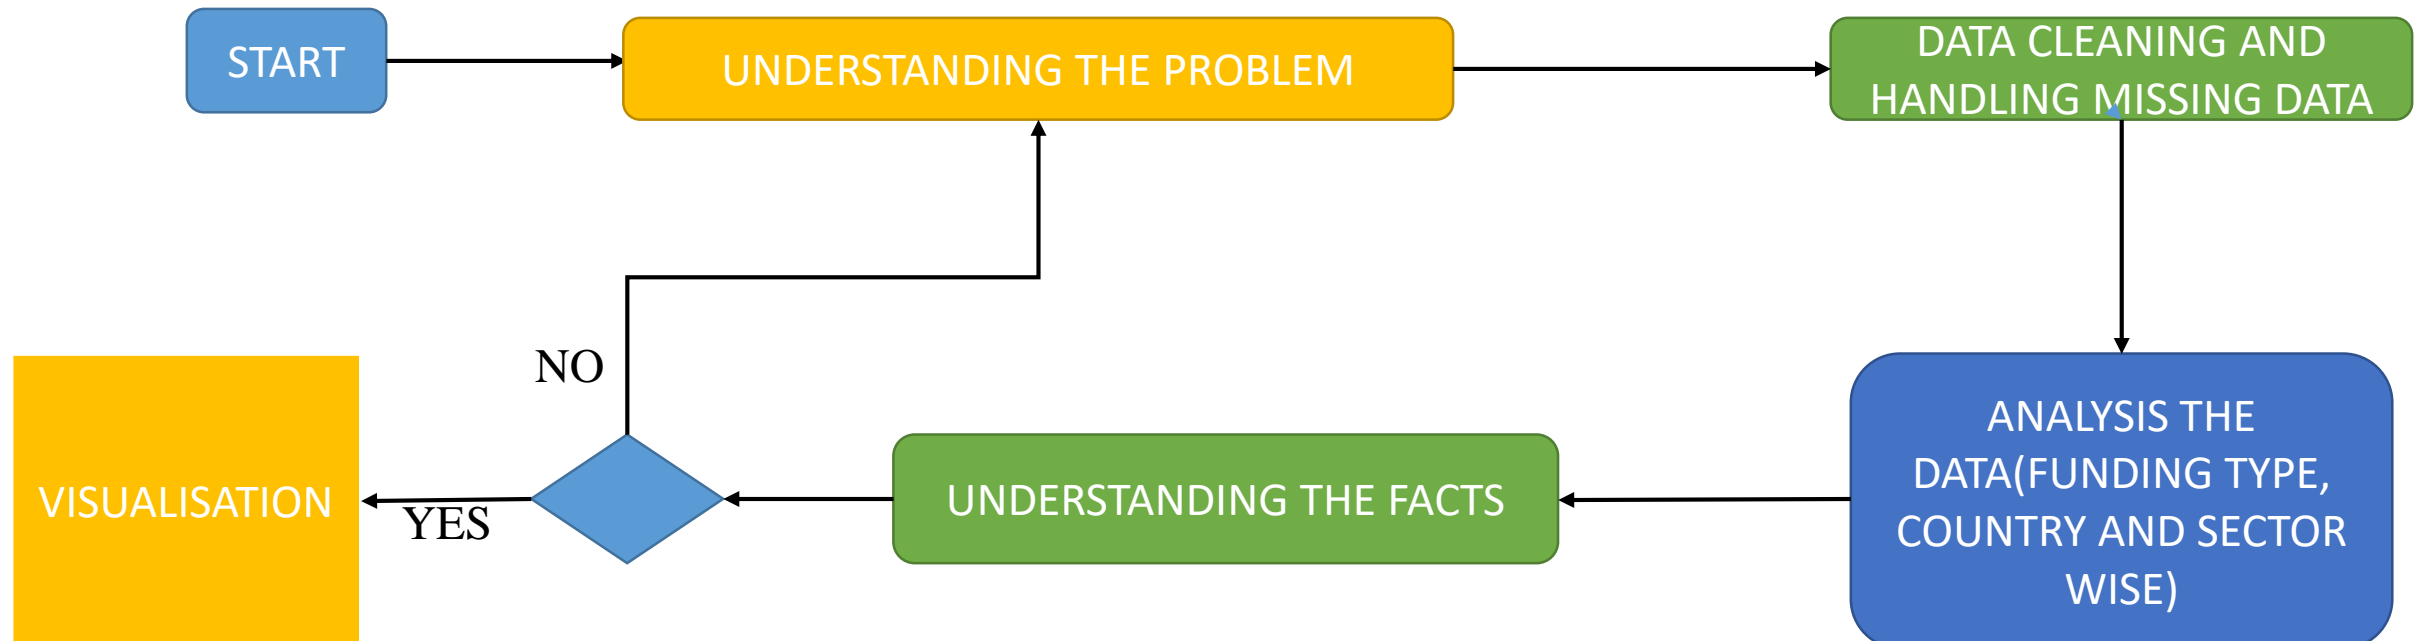 START
UNDERSTANDING THE PROBLEM
DATA CLEANING AND
HANDLING MISSING DATA
NO
ANALYSIS THE
DATA(FUNDING TYPE,
COUNTRY AND SECTOR
WISE)
UNDERSTANDING THE FACTS
YES
VISUALISATION